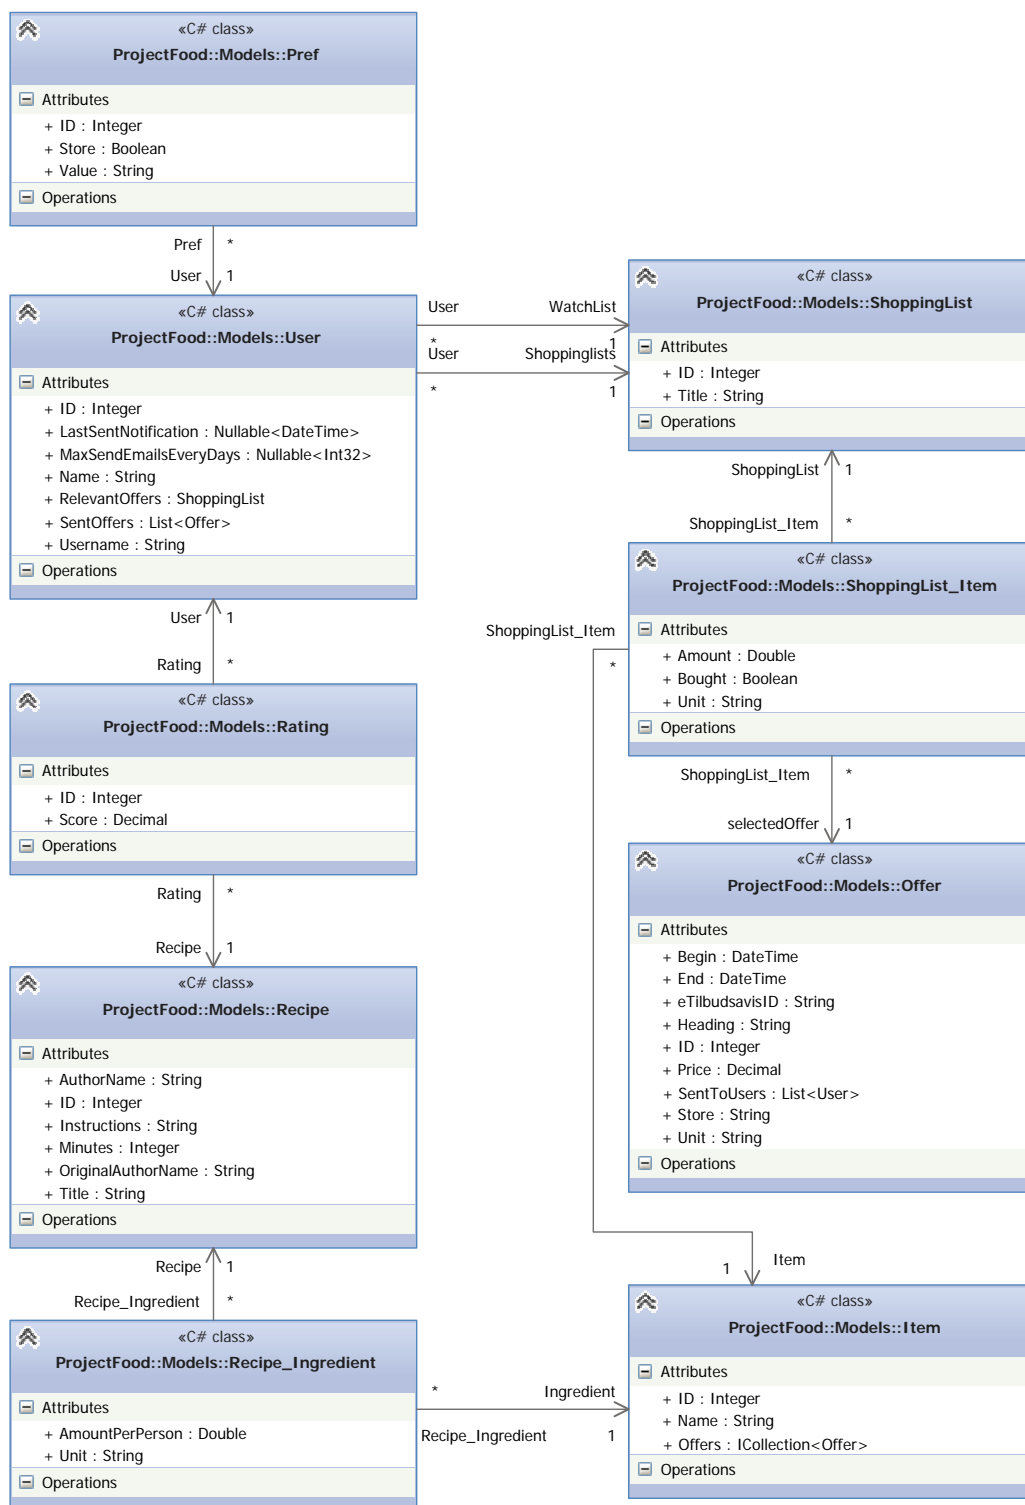 «C# class»
ProjectFood::Models::Pref
Attributes
+ ID : Integer
+ Store : Boolean
+ Value : String
Operations
Pref *
User 1
«C# class»
ProjectFood::Models::User
Attributes
+ ID : Integer
+ LastSentNotification : Nullable<DateTime>
+ MaxSendEmailsEveryDays : Nullable<Int32>
+ Name : String
+ RelevantOffers : ShoppingList
+ SentOffers : List<Offer>
+ Username : String
Operations
User WatchList
* 1
User Shoppinglists
* 1
«C# class»
ProjectFood::Models::ShoppingList
Attributes
+ ID : Integer
+ Title : String
Operations
ShoppingList 1
ShoppingList_Item *
«C# class»
ProjectFood::Models::ShoppingList_Item
Attributes
+ Amount : Double
+ Bought : Boolean
+ Unit : String
Operations
User 1
Rating *
«C# class»
ProjectFood::Models::Rating
Attributes
+ ID : Integer
+ Score : Decimal
Operations
ShoppingList_Item
*
ShoppingList_Item *
selectedOffer 1
«C# class»
ProjectFood::Models::Offer
Attributes
+ Begin : DateTime
+ End : DateTime
+ eTilbudsavisID : String
+ Heading : String
+ ID : Integer
+ Price : Decimal
+ SentToUsers : List<User>
+ Store : String
+ Unit : String
Operations
Rating *
Recipe 1
«C# class»
ProjectFood::Models::Recipe
Attributes
+ AuthorName : String
+ ID : Integer
+ Instructions : String
+ Minutes : Integer
+ OriginalAuthorName : String
+ Title : String
Operations
Recipe 1
Recipe_Ingredient *
«C# class»
ProjectFood::Models::Recipe_Ingredient
Attributes
+ AmountPerPerson : Double
+ Unit : String
Operations
* Ingredient
Recipe_Ingredient 1
1 Item
«C# class»
ProjectFood::Models::Item
Attributes
+ ID : Integer
+ Name : String
+ Offers : ICollection<Offer>
Operations